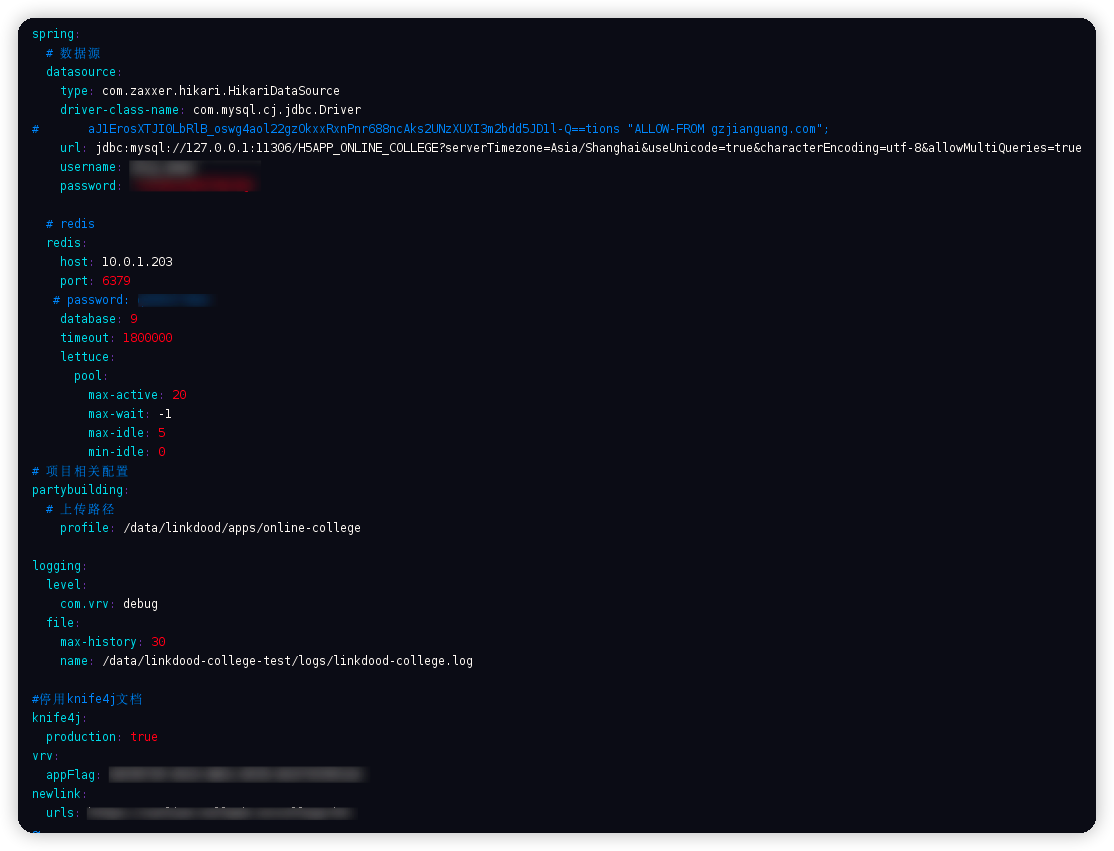 spring:
# 数据源
datasource:
type: com.zaxxer.hikari.HikariDataSource
driver-class-name: com.mysql.cj.jdbc.Driver
# aJ1ErosXTJI0LbRlB_oswg4aol22gzOkxxRxnPnr688ncAks2UNzXUXI3m2bdd5JD1l-Q==tions "ALLOW-FROM gzjianguang.com";
url: jdbc:mysql://127.0.0.1:11306/H5APP_ONLINE_COLLEGE?serverTimezone=Asia/Shanghai&useUnicode=true&characterEncoding=utf-8&allowMultiQueries=true
username:
password:
# redis
redis:
host: 10.0.1.203
port: 6379
# password:
database: 9
timeout: 1800000
lettuce:
pool:
max-active: 20
max-wait: -1
max-idle: 5
min-idle: 0
# 项目相关配置
partybuilding:
# 上传路径
profile: /data/linkdood/apps/online-college
logging:
level:
com.vrv: debug
file:
max-history: 30
name: /data/linkdood-college-test/logs/linkdood-college.log
#停用knife4j文档
knife4j:
production: true
vrv:
appFlag:
newlink:
urls: